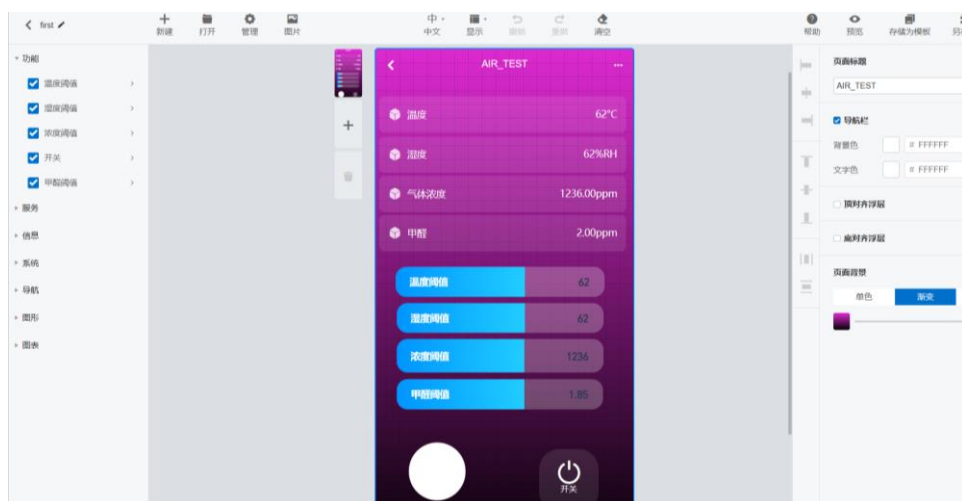 first
新建 打开 管理 图片 中 中文 显示 撤销 重做 清空 帮助 预览 存储为模板
功能
温度阈值
湿度阈值
浓度阈值
开关
甲醛阈值
服务
信息
系统
导航
图形
图表
AIR_TEST
温度 62°C
湿度 62%RH
气体浓度 1236.00ppm
甲醛 2.00ppm
温度阈值 62
湿度阈值 62
浓度阈值 1236
甲醛阈值 1.85
开关
页面标题
AIR_TEST
导航栏
背景色 # FFFFFF
文字色 # FFFFFF
顶对齐浮层
底对齐浮层
页面背景
单色 渐变